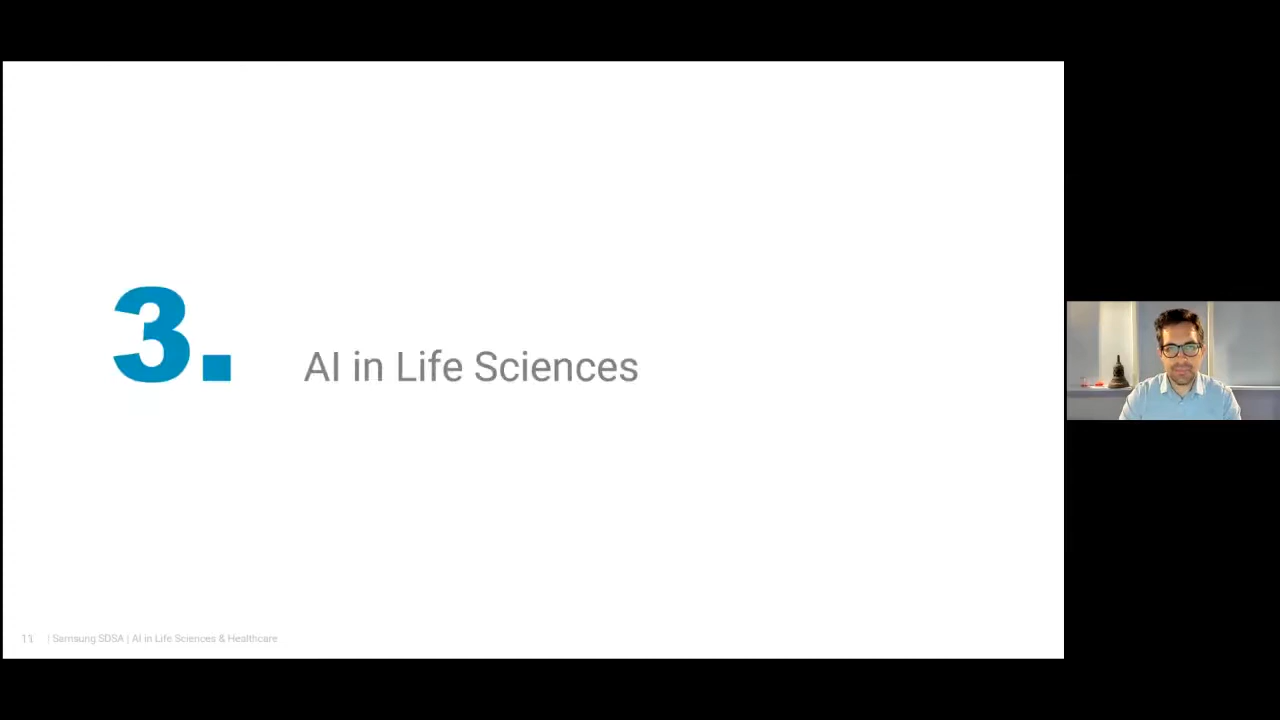 3. AI in Life Sciences
11 | Samsung SDSA | AI in Life Sciences & Healthcare